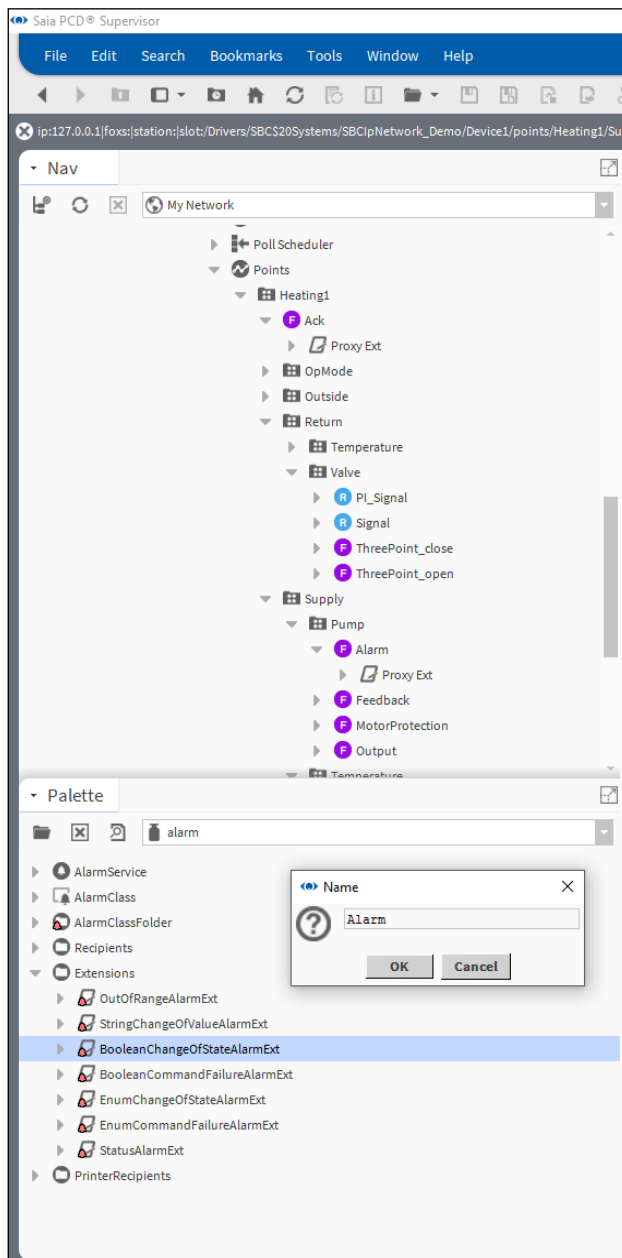 Saia PCD® Supervisor
File Edit Search Bookmarks Tools Window Help
ip:127.0.0.1|foxs:|station:|slot:/Drivers/SBC$20Systems/SBCIpNetwork_Demo/Device1/points/Heating1/Su
Nav
My Network
Poll Scheduler
Points
Heating1
F Ack
Proxy Ext
OpMode
Outside
Return
Temperature
Valve
R PI_Signal
R Signal
F ThreePoint_close
F ThreePoint_open
Supply
Pump
F Alarm
Proxy Ext
F Feedback
F MotorProtection
F Output
Temperature
Palette
alarm
AlarmService
AlarmClass
AlarmClassFolder
Recipients
Extensions
OutOfRangeAlarmExt
StringChangeOfValueAlarmExt
BooleanChangeOfStateAlarmExt
BooleanCommandFailureAlarmExt
EnumChangeOfStateAlarmExt
EnumCommandFailureAlarmExt
StatusAlarmExt
PrinterRecipients
Name
Alarm
OK Cancel